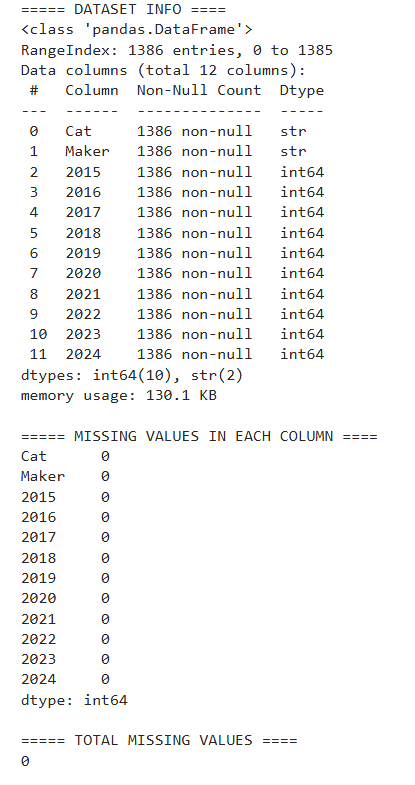 ===== DATASET INFO ====
<class 'pandas.DataFrame'>
RangeIndex: 1386 entries, 0 to 1385
Data columns (total 12 columns):
 #   Column  Non-Null Count  Dtype
---  ------  --------------  -----
 0   Cat     1386 non-null   str
 1   Maker   1386 non-null   str
 2   2015    1386 non-null   int64
 3   2016    1386 non-null   int64
 4   2017    1386 non-null   int64
 5   2018    1386 non-null   int64
 6   2019    1386 non-null   int64
 7   2020    1386 non-null   int64
 8   2021    1386 non-null   int64
 9   2022    1386 non-null   int64
 10  2023    1386 non-null   int64
 11  2024    1386 non-null   int64
dtypes: int64(10), str(2)
memory usage: 130.1 KB

===== MISSING VALUES IN EACH COLUMN ====
Cat      0
Maker    0
2015     0
2016     0
2017     0
2018     0
2019     0
2020     0
2021     0
2022     0
2023     0
2024     0
dtype: int64

===== TOTAL MISSING VALUES ====
0